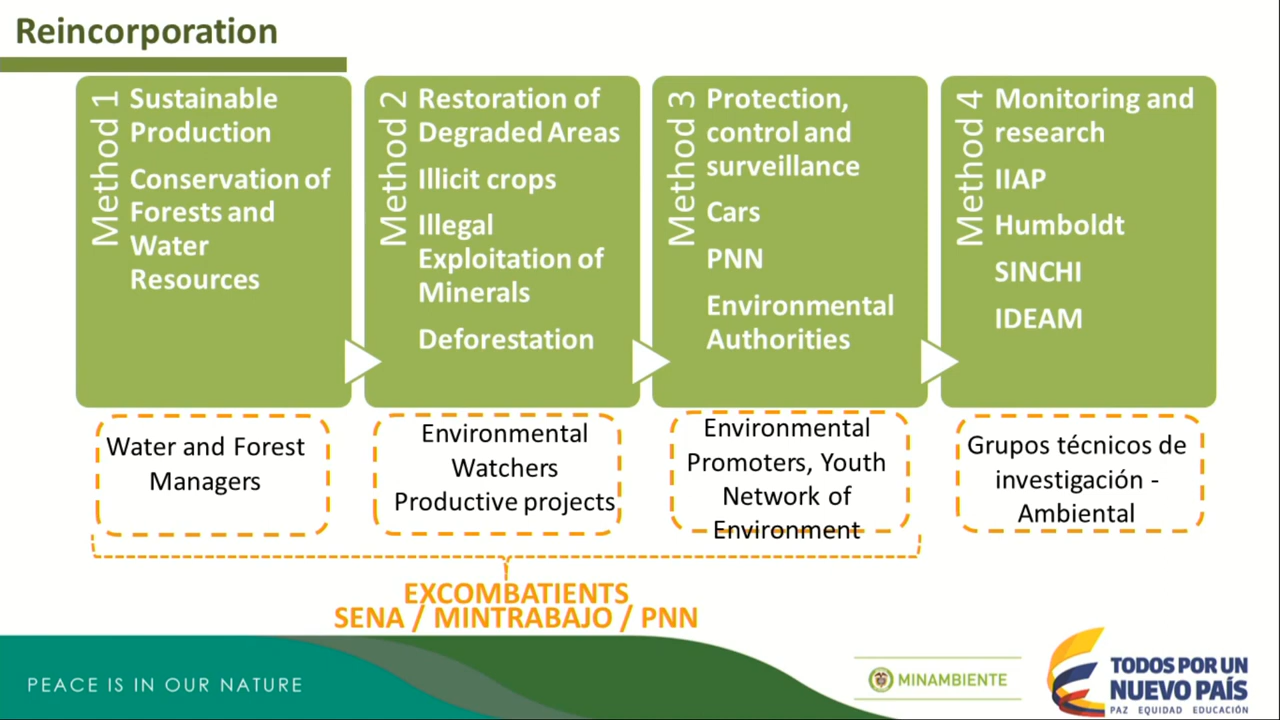 Reincorporation
Method 1
Sustainable
Production
Conservation of
Forests and
Water
Resources
Method 2
Restoration of
Degraded Areas
Illicit crops
Illegal
Exploitation of
Minerals
Deforestation
Method 3
Protection,
control and
surveillance
Cars
PNN
Environmental
Authorities
Method 4
Monitoring and
research
IIAP
Humboldt
SINCHI
IDEAM
Water and Forest
Managers
Environmental
Watchers
Productive projects
Environmental
Promoters, Youth
Network of
Environment
Grupos técnicos de
investigación -
Ambiental
EXCOMBATIENTS
SENA / MINTRABAJO / PNN
PEACE IS IN OUR NATURE
MINAMBIENTE
TODOS POR UN
NUEVO PAÍS
PAZ EQUIDAD EDUCACIÓN